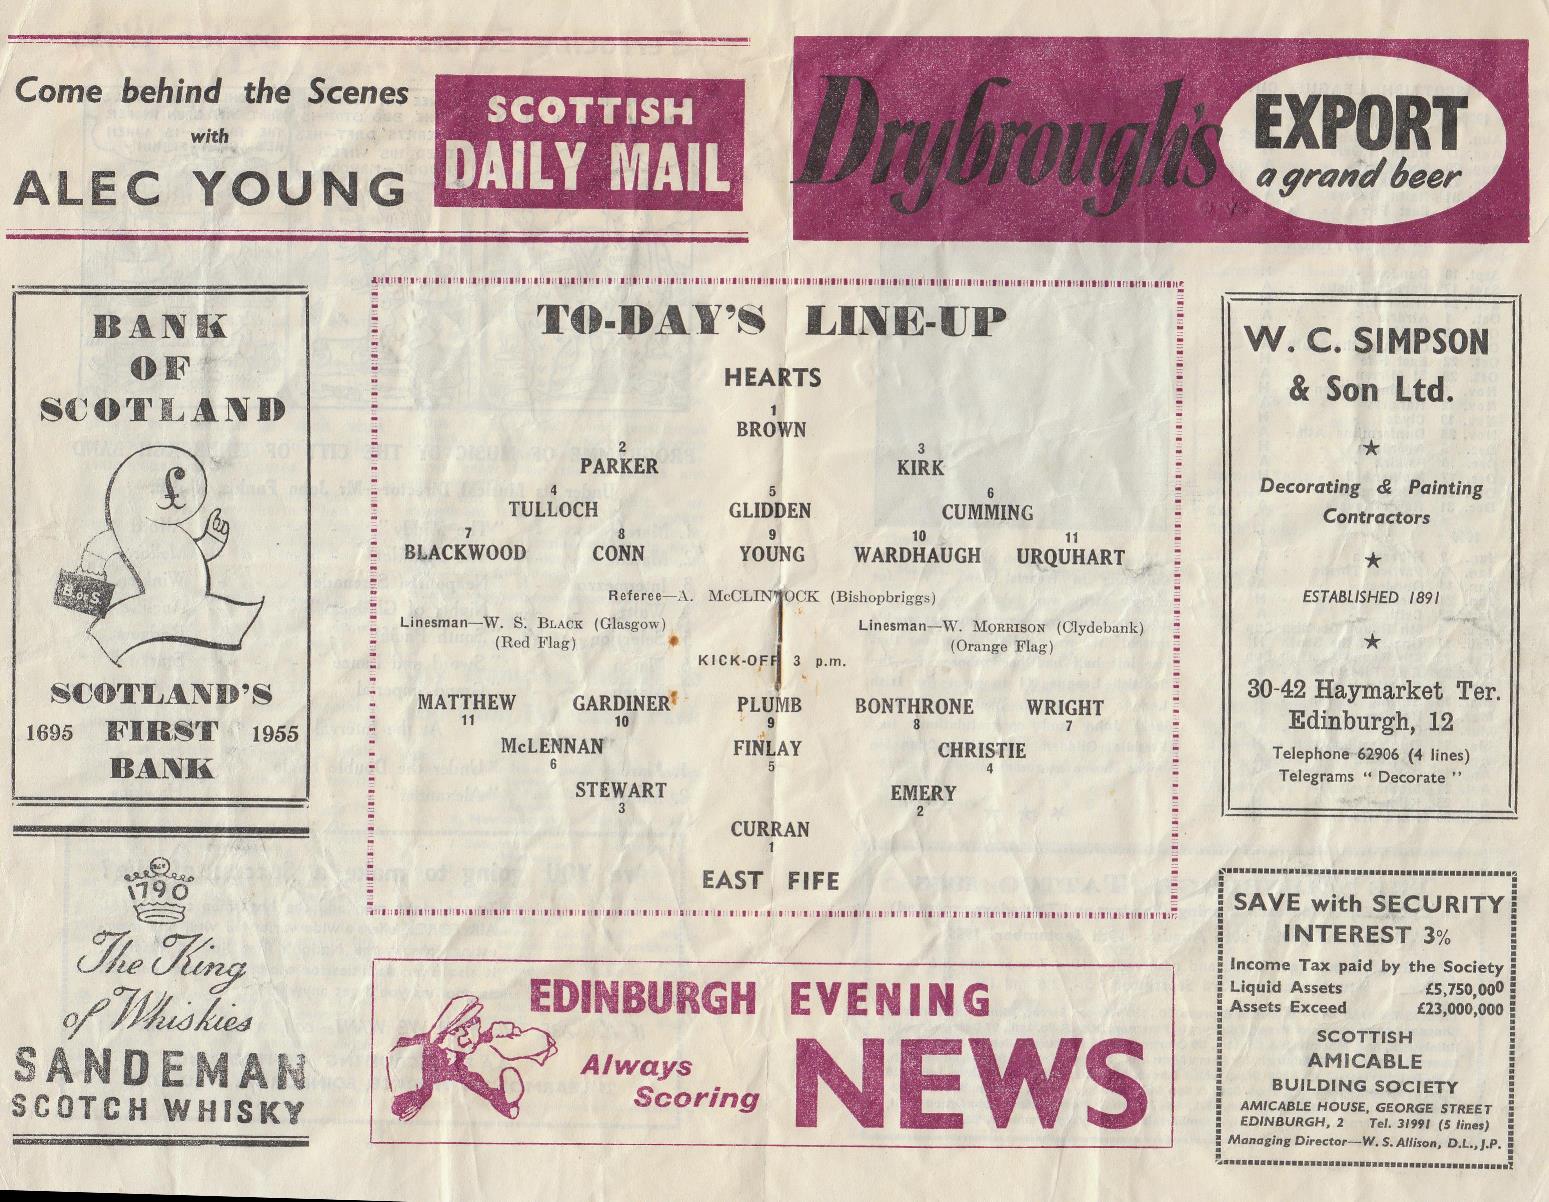 Come behind the Scenes
with
ALEC YOUNG
SCOTTISH
DAILY MAIL
Drybrough's
EXPORT
a grand beer
BANK
OF
SCOTLAND
£
B.OF S.
SCOTLAND'S
1695 FIRST 1955
BANK
1790
The King
of Whiskies
SANDEMAN
SCOTCH WHISKY
TO-DAY'S LINE-UP
HEARTS
1
BROWN
2 3
PARKER KIRK
4 5 6
TULLOCH GLIDDEN CUMMING
7 8 9 10 11
BLACKWOOD CONN YOUNG WARDHAUGH URQUHART
Referee—A. McCLINTOCK (Bishopbriggs)
Linesman—W. S. BLACK (Glasgow) Linesman—W. MORRISON (Clydebank)
(Red Flag) (Orange Flag)
KICK-OFF 3 p.m.
MATTHEW GARDINER PLUMB BONTHRONE WRIGHT
11 10 9 8 7
McLENNAN FINLAY CHRISTIE
6 5 4
STEWART EMERY
3 2
CURRAN
1
EAST FIFE
EDINBURGH EVENING
Always
Scoring
NEWS
W. C. SIMPSON
& Son Ltd.
★
Decorating & Painting
Contractors
★
ESTABLISHED 1891
★
30-42 Haymarket Ter.
Edinburgh, 12
Telephone 62906 (4 lines)
Telegrams " Decorate "
SAVE with SECURITY
INTEREST 3%
Income Tax paid by the Society
Liquid Assets £5,750,000
Assets Exceed £23,000,000
SCOTTISH
AMICABLE
BUILDING SOCIETY
AMICABLE HOUSE, GEORGE STREET
EDINBURGH, 2 Tel. 31991 (5 lines)
Managing Director—W. S. Allison, D.L., J.P.